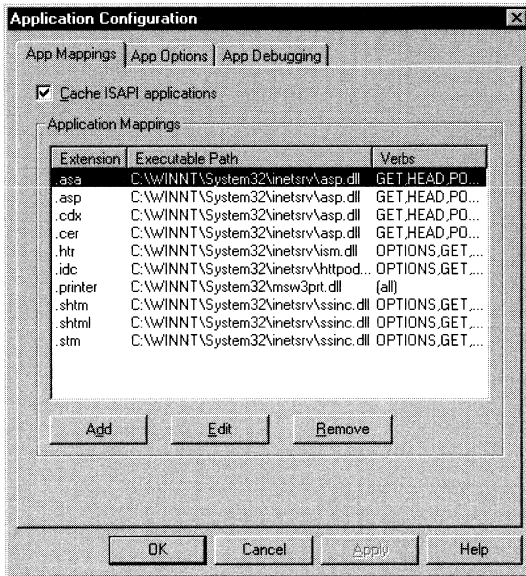 Application Configuration
App Mappings App Options App Debugging
Cache ISAPI applications
Application Mappings
Extension Executable Path Verbs
.asa C:\WINNT\System32\inetsrv\asp.dll GET,HEAD,PO...
.asp C:\WINNT\System32\inetsrv\asp.dll GET,HEAD,PO...
.cdx C:\WINNT\System32\inetsrv\asp.dll GET,HEAD,PO...
.cer C:\WINNT\System32\inetsrv\asp.dll GET,HEAD,PO...
.htr C:\WINNT\System32\inetsrv\ism.dll OPTIONS,GET,...
.idc C:\WINNT\System32\inetsrv\httpod... OPTIONS,GET,...
.printer C:\WINNT\System32\msw3prt.dll (all)
.shtm C:\WINNT\System32\inetsrv\ssinc.dll OPTIONS,GET,...
.shtml C:\WINNT\System32\inetsrv\ssinc.dll OPTIONS,GET,...
.stm C:\WINNT\System32\inetsrv\ssinc.dll OPTIONS,GET,...
Add Edit Remove
OK Cancel Apply Help